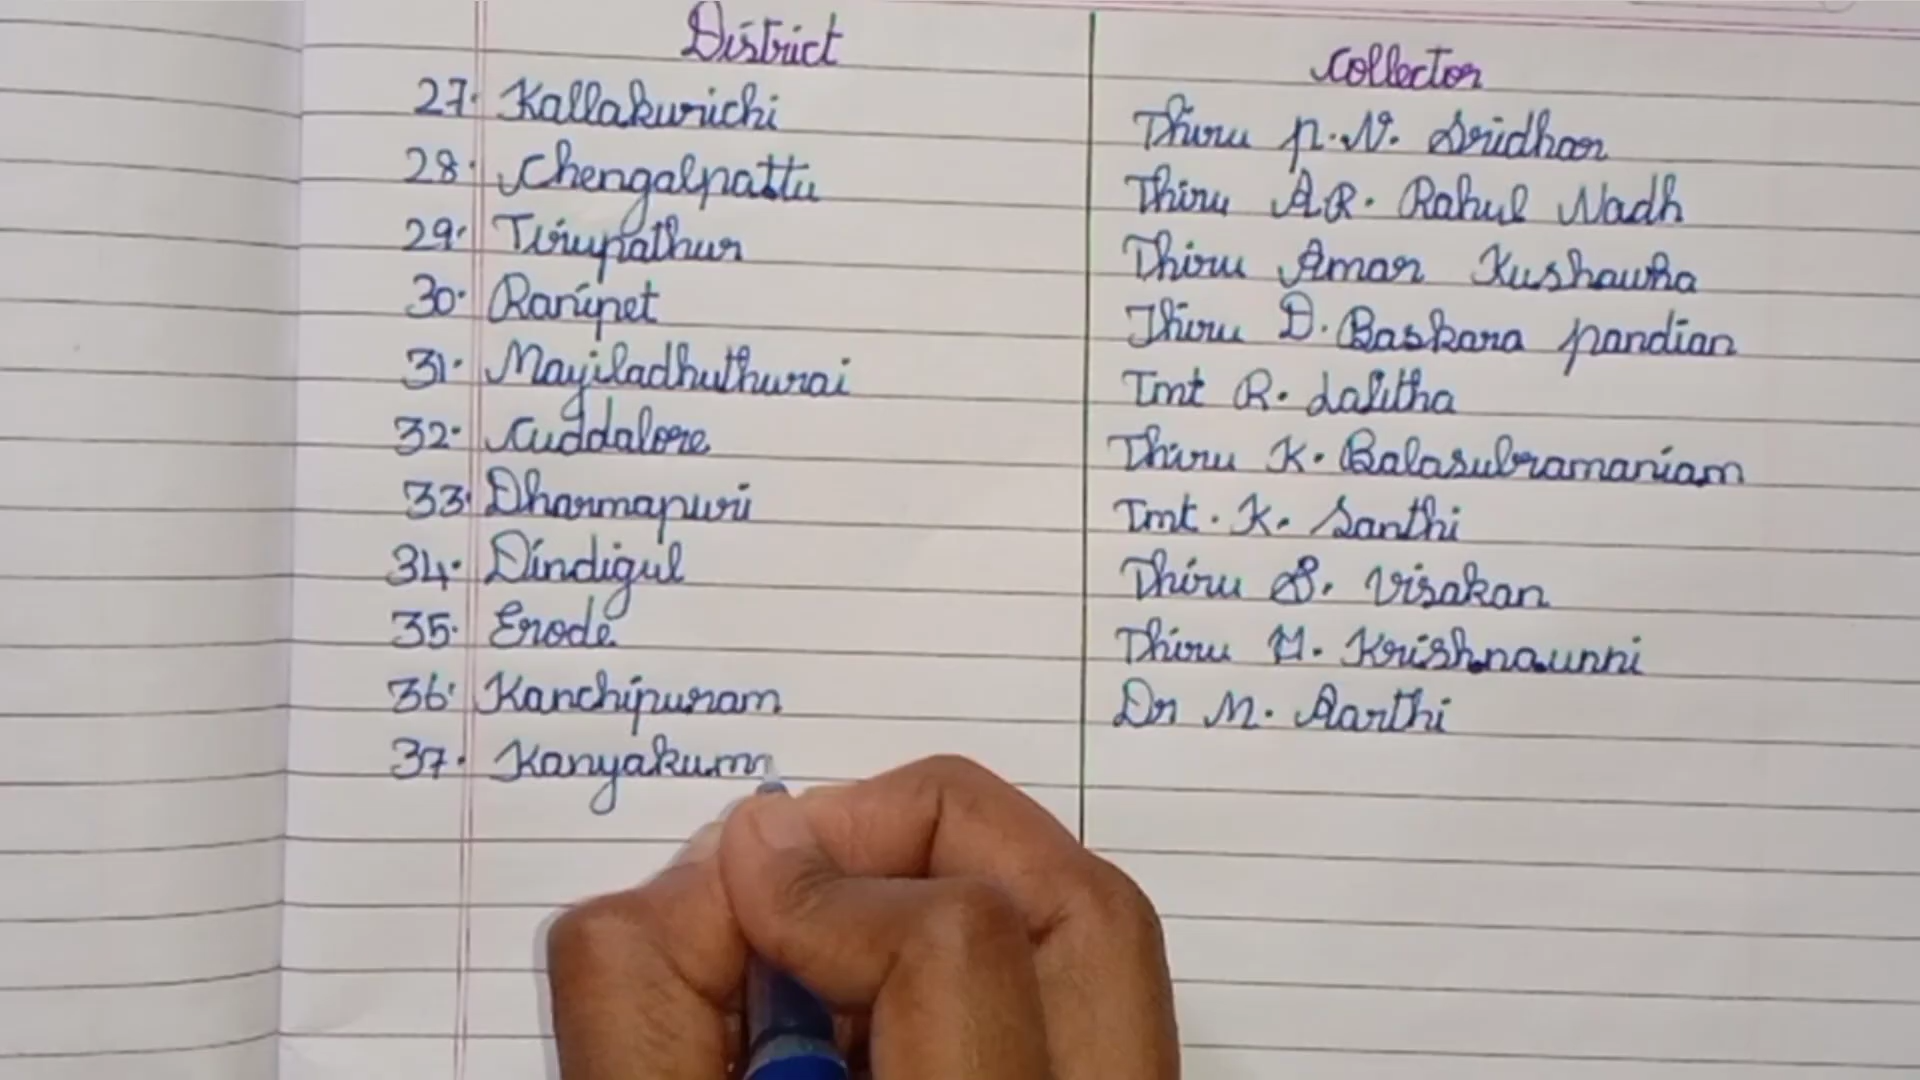 District Collector
27. Kallakurichi Thiru P.N. Sridhar
28. Chengalpattu Thiru A.R. Rahul Nadh
29. Tirupathur Thiru Amar Kushawha
30. Ranipet Thiru D. Baskara pandian
31. Mayiladhuthurai Tmt R. Lalitha
32. Cuddalore Thiru K. Balasubramaniam
33. Dharmapuri Tmt. K. Santhi
34. Dindigul Thiru S. Visakan
35. Erode Thiru H. Krishnaunni
36. Kanchipuram Dr M. Aarthi
37. Kanyakum